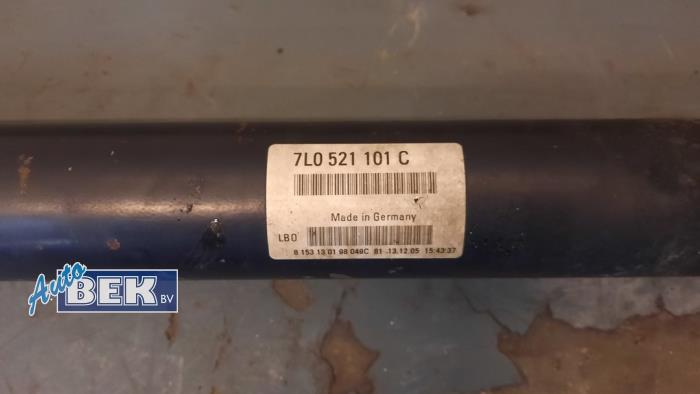 7L0 521 101 C
Made in Germany
LBO
8 153 13 01 98 049C 81 .13.12.05 15:43:37
Auto
BEK BV